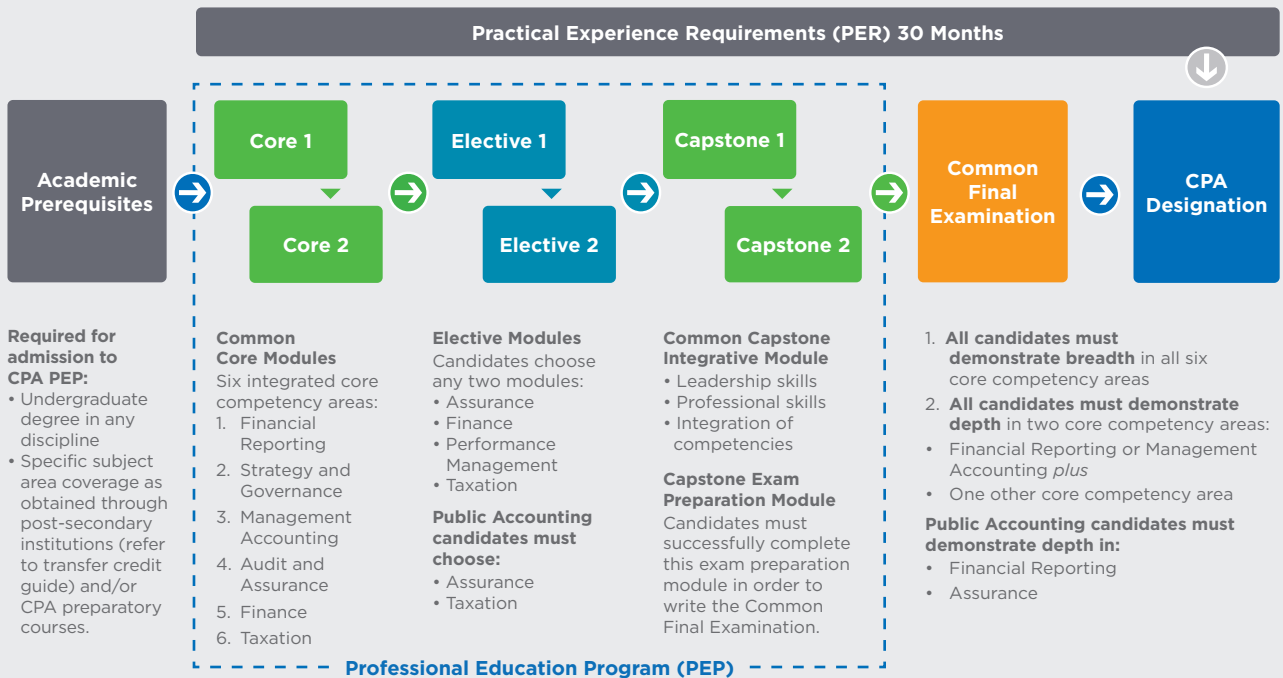 Practical Experience Requirements (PER) 30 Months
Academic
Prerequisites
Core 1
Core 2
Elective 1
Elective 2
Capstone 1
Capstone 2
Common
Final
Examination
CPA
Designation
Required for
admission to
CPA PEP:
• Undergraduate
degree in any
discipline
• Specific subject
area coverage as
obtained through
post-secondary
institutions (refer
to transfer credit
guide) and/or
CPA preparatory
courses.
Common
Core Modules
Six integrated core
competency areas:
1. Financial
Reporting
2. Strategy and
Governance
3. Management
Accounting
4. Audit and
Assurance
5. Finance
6. Taxation
Elective Modules
Candidates choose
any two modules:
• Assurance
• Finance
• Performance
Management
• Taxation
Public Accounting
candidates must
choose:
• Assurance
• Taxation
Common Capstone
Integrative Module
• Leadership skills
• Professional skills
• Integration of
competencies
Capstone Exam
Preparation Module
Candidates must
successfully complete
this exam preparation
module in order to
write the Common
Final Examination.
1. All candidates must
demonstrate breadth in all six
core competency areas
2. All candidates must demonstrate
depth in two core competency areas:
• Financial Reporting or Management
Accounting plus
• One other core competency area
Public Accounting candidates must
demonstrate depth in:
• Financial Reporting
• Assurance
Professional Education Program (PEP)